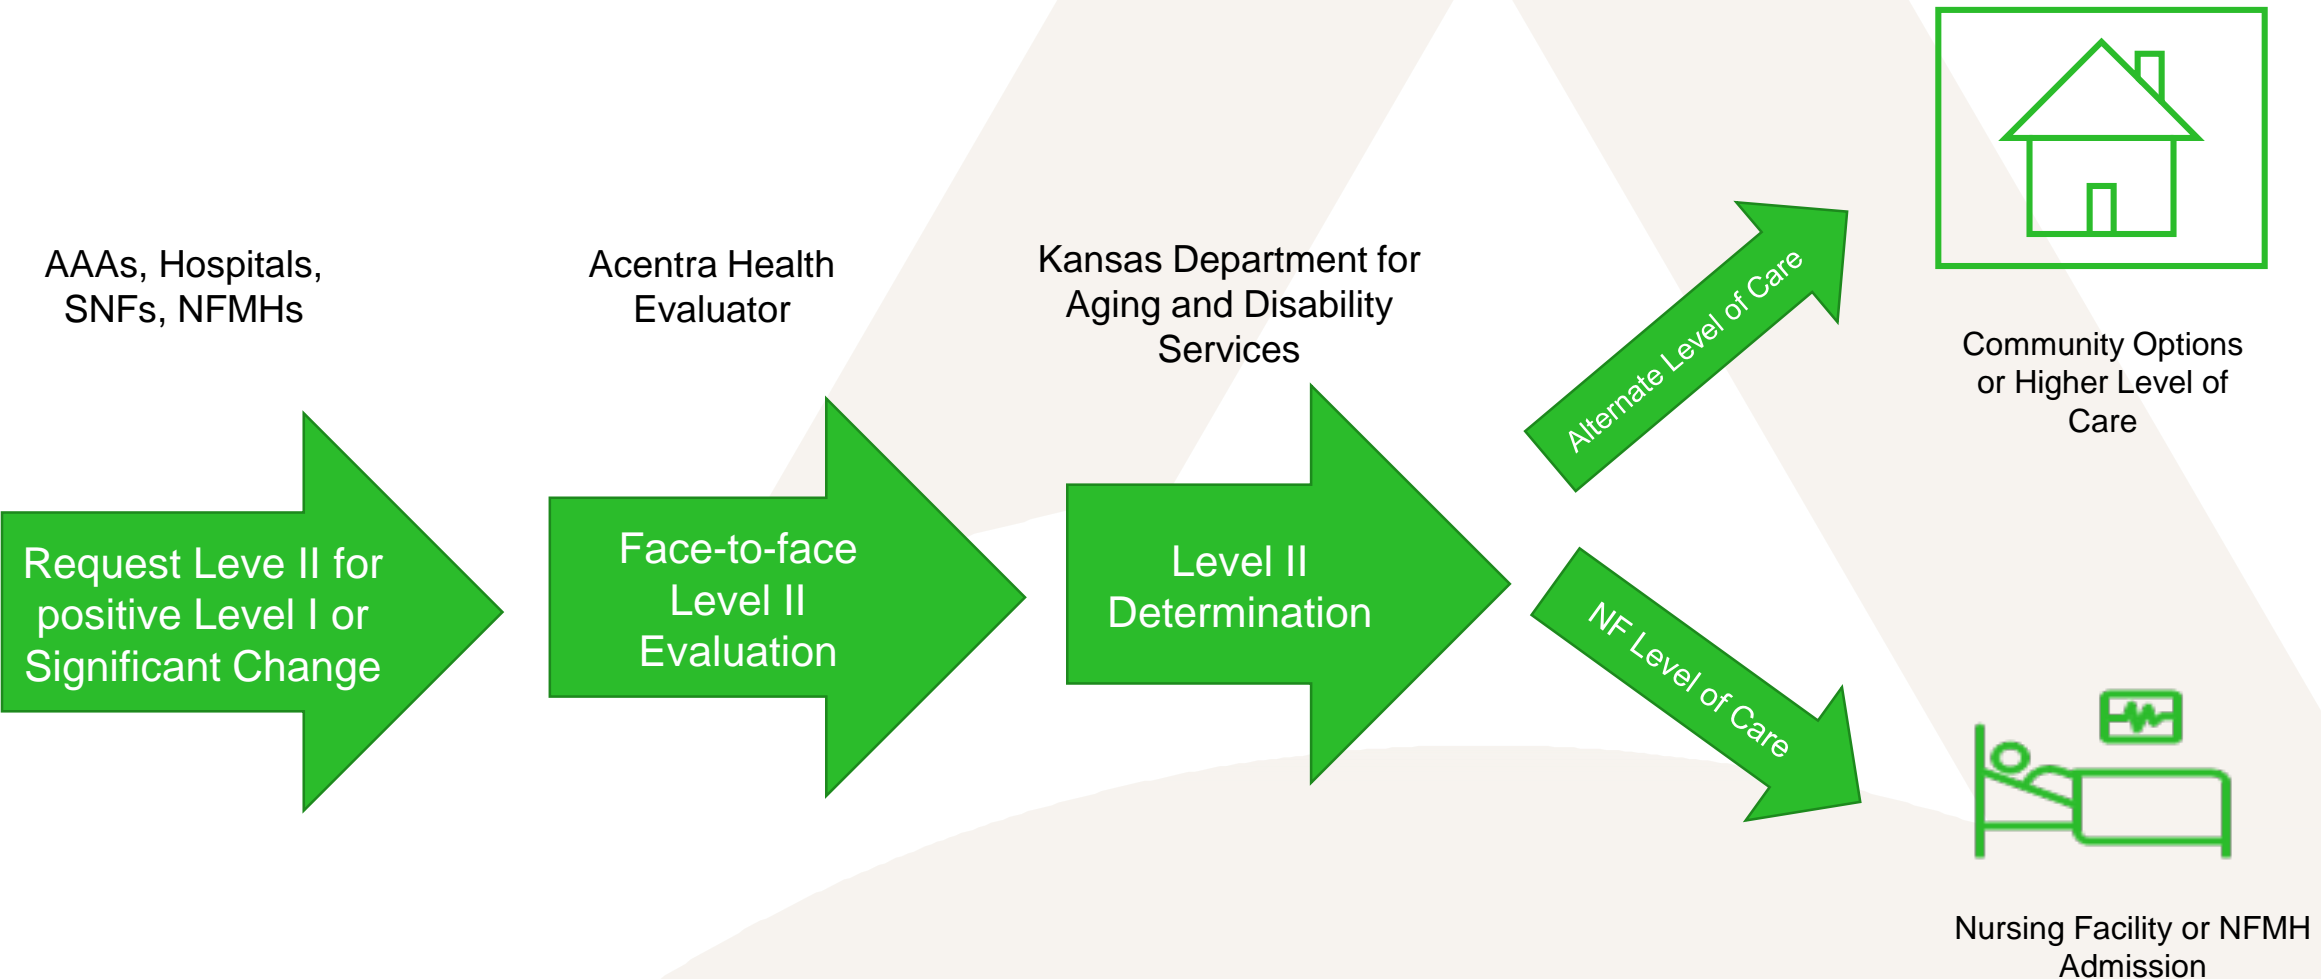 AAAs, Hospitals,
SNFs, NFMHs
Request Leve II for
positive Level I or
Significant Change
Acentra Health
Evaluator
Face-to-face
Level II
Evaluation
Kansas Department for
Aging and Disability
Services
Level II
Determination
Alternate Level of Care
Community Options
or Higher Level of
Care
NF Level of Care
Nursing Facility or NFMH
Admission